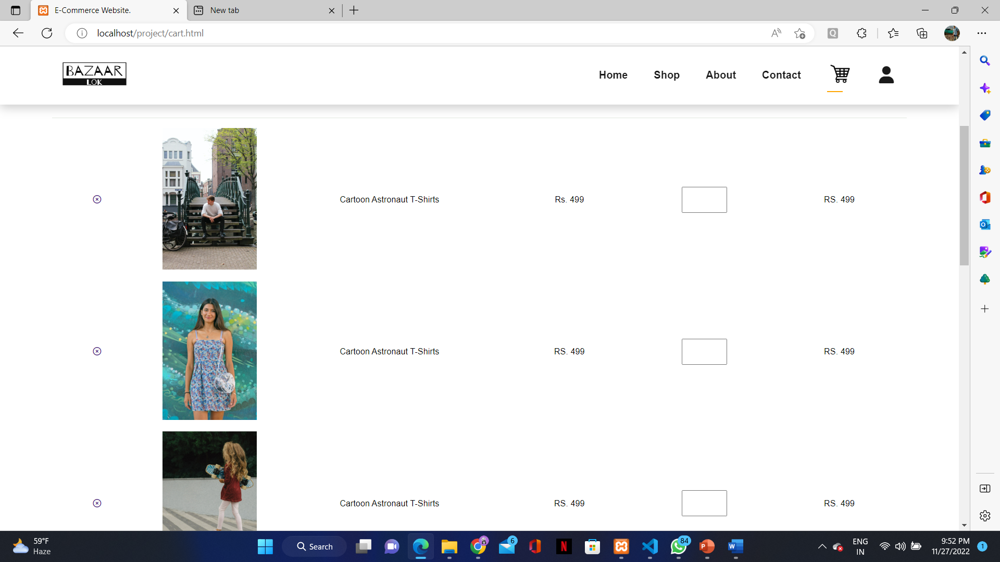 E-Commerce Website.
New tab
localhost/project/cart.html
BAZAAR
LOK
Home
Shop
About
Contact
Cartoon Astronaut T-Shirts
Rs. 499
RS. 499
Cartoon Astronaut T-Shirts
RS. 499
RS. 499
Cartoon Astronaut T-Shirts
RS. 499
RS. 499
59°F
Haze
Search
6
84
ENG
IN
9:52 PM
11/27/2022
1